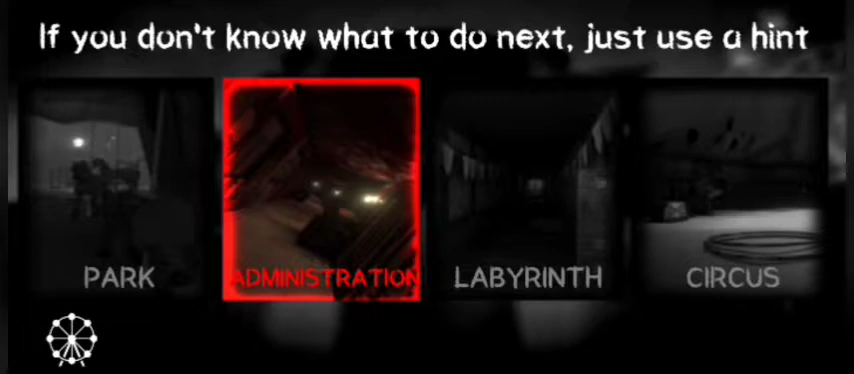 If you don't know what to do next, just use a hint
PARK
ADMINISTRATION
LABYRINTH
CIRCUS